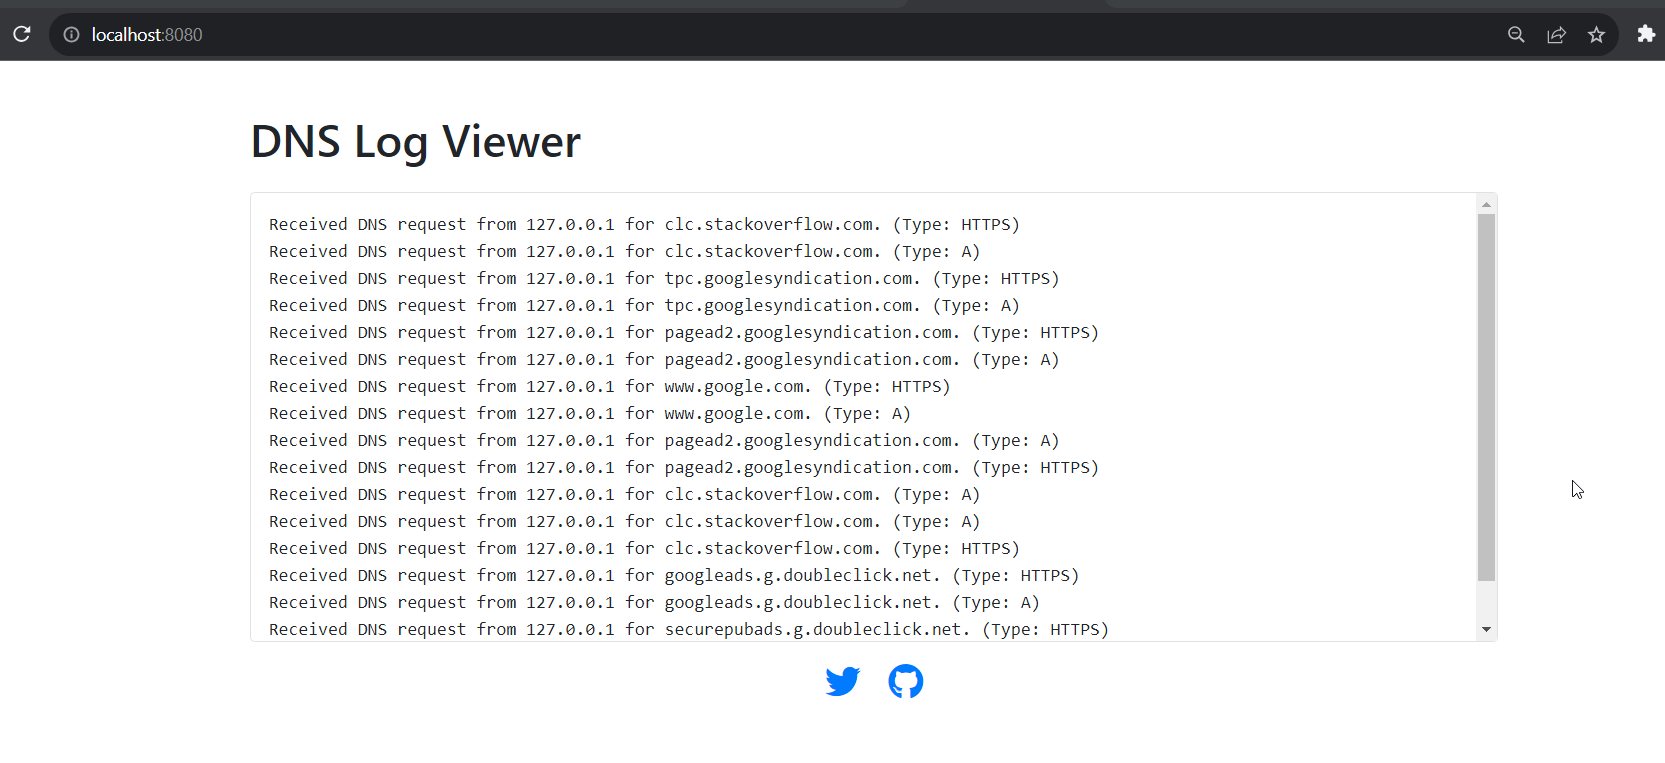 localhost:8080
DNS Log Viewer
Received DNS request from 127.0.0.1 for clc.stackoverflow.com. (Type: HTTPS)
Received DNS request from 127.0.0.1 for clc.stackoverflow.com. (Type: A)
Received DNS request from 127.0.0.1 for tpc.googlesyndication.com. (Type: HTTPS)
Received DNS request from 127.0.0.1 for tpc.googlesyndication.com. (Type: A)
Received DNS request from 127.0.0.1 for pagead2.googlesyndication.com. (Type: HTTPS)
Received DNS request from 127.0.0.1 for pagead2.googlesyndication.com. (Type: A)
Received DNS request from 127.0.0.1 for www.google.com. (Type: HTTPS)
Received DNS request from 127.0.0.1 for www.google.com. (Type: A)
Received DNS request from 127.0.0.1 for pagead2.googlesyndication.com. (Type: A)
Received DNS request from 127.0.0.1 for pagead2.googlesyndication.com. (Type: HTTPS)
Received DNS request from 127.0.0.1 for clc.stackoverflow.com. (Type: A)
Received DNS request from 127.0.0.1 for clc.stackoverflow.com. (Type: A)
Received DNS request from 127.0.0.1 for clc.stackoverflow.com. (Type: HTTPS)
Received DNS request from 127.0.0.1 for googleads.g.doubleclick.net. (Type: HTTPS)
Received DNS request from 127.0.0.1 for googleads.g.doubleclick.net. (Type: A)
Received DNS request from 127.0.0.1 for securepubads.g.doubleclick.net. (Type: HTTPS)